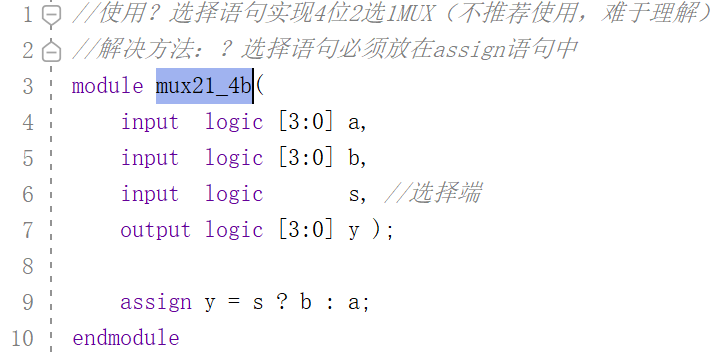 1 //使用？选择语句实现4位2选1MUX（不推荐使用，难于理解）
2 //解决方法：？选择语句必须放在assign语句中
3 module mux21_4b(
4 input logic [3:0] a,
5 input logic [3:0] b,
6 input logic s, //选择端
7 output logic [3:0] y );
8
9 assign y = s ? b : a;
10 endmodule